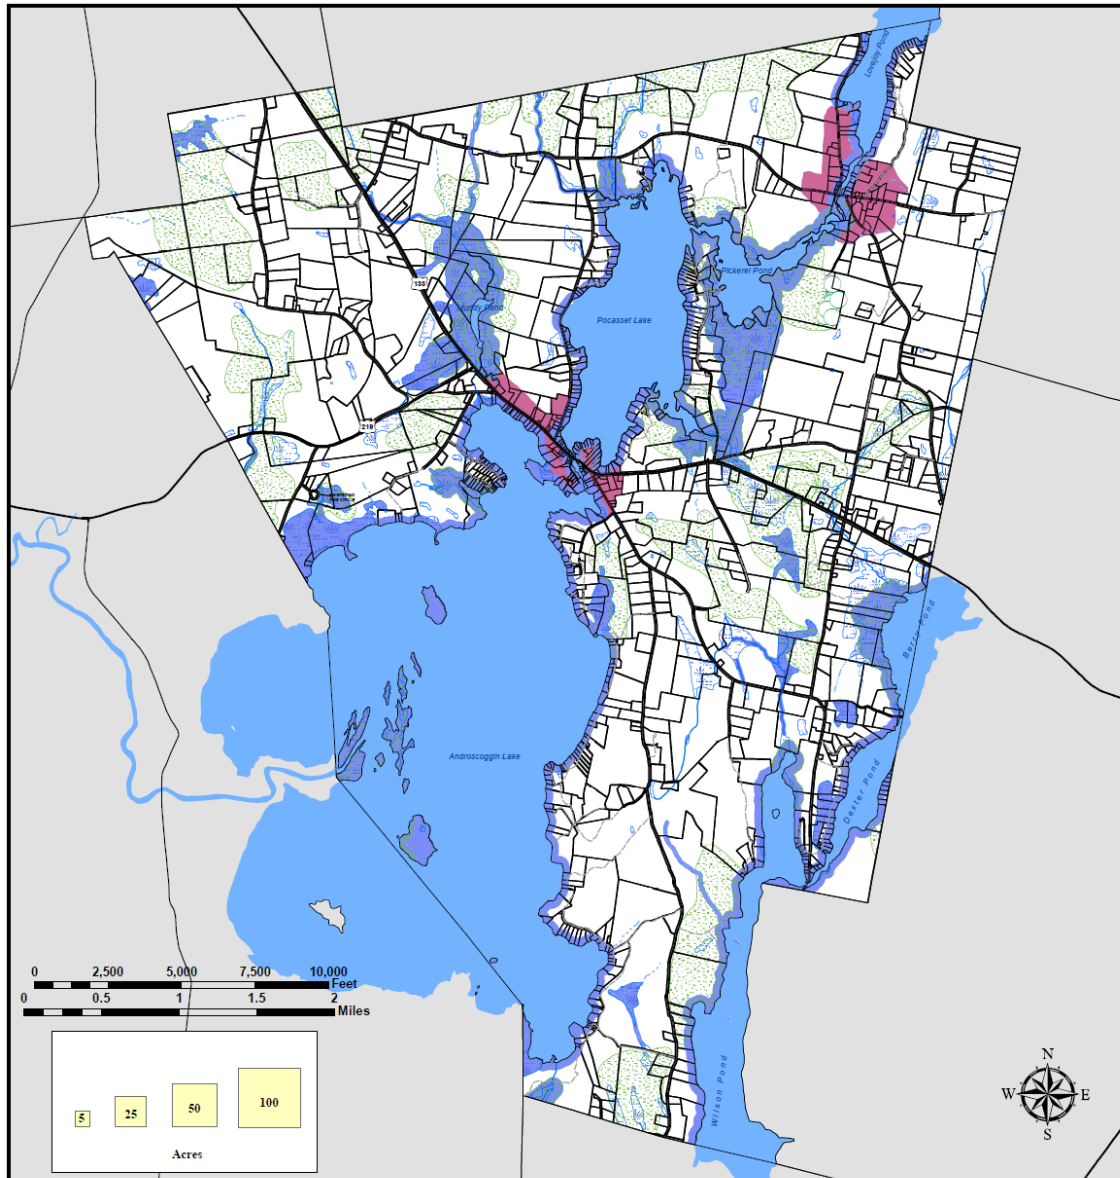 Lovejoy Pond
Pickerel Pond
133
Pocasset Lake
219
Berry Pond
Androscoggin Lake
Dexter Pond
0 2,500 5,000 7,500 10,000
Feet
0 0.5 1 1.5 2
Miles
5 25 50 100
Acres
Wilson Pond
N
W E
S